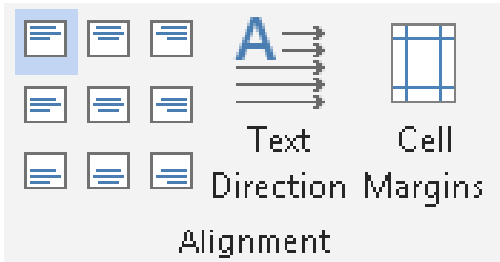 A
Text
Direction
Cell
Margins
Alignment